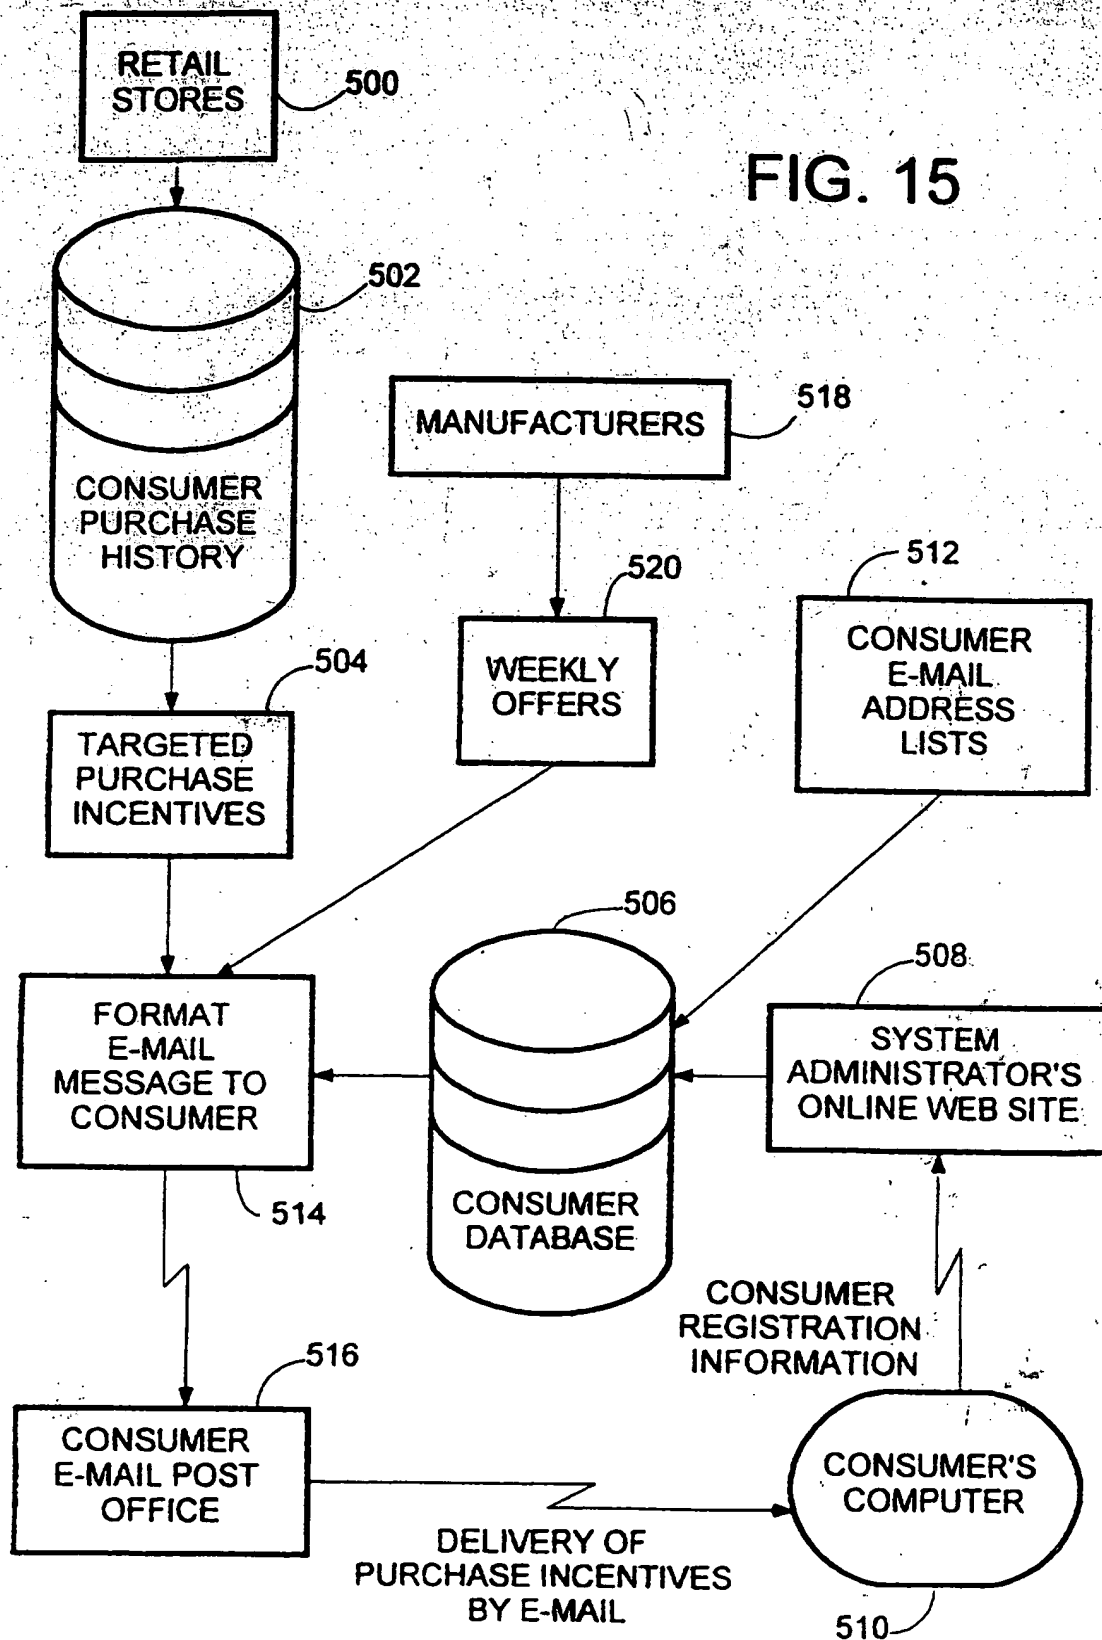 RETAIL
STORES
500
FIG. 15
502
CONSUMER
PURCHASE
HISTORY
MANUFACTURERS
518
520
WEEKLY
OFFERS
512
CONSUMER
E-MAIL
ADDRESS
LISTS
504
TARGETED
PURCHASE
INCENTIVES
506
CONSUMER
DATABASE
508
SYSTEM
ADMINISTRATOR'S
ONLINE WEB SITE
FORMAT
E-MAIL
MESSAGE TO
CONSUMER
514
CONSUMER
REGISTRATION
INFORMATION
516
CONSUMER
E-MAIL POST
OFFICE
DELIVERY OF
PURCHASE INCENTIVES
BY E-MAIL
CONSUMER'S
COMPUTER
510